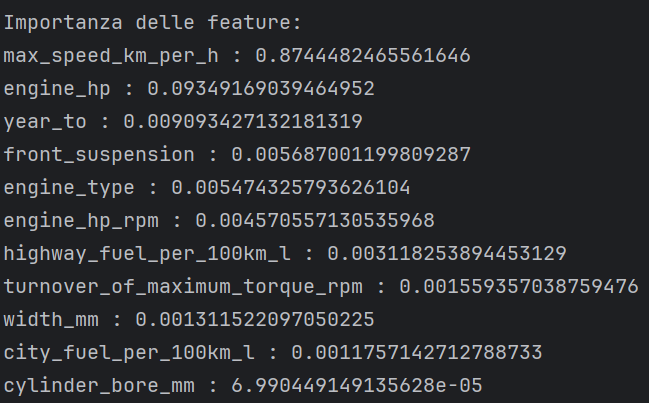 Importanza delle feature:
max_speed_km_per_h : 0.8744482465561646
engine_hp : 0.09349169039464952
year_to : 0.009093427132181319
front_suspension : 0.005687001199809287
engine_type : 0.005474325793626104
engine_hp_rpm : 0.004570557130535968
highway_fuel_per_100km_l : 0.003118253894453129
turnover_of_maximum_torque_rpm : 0.001559357038759476
width_mm : 0.001311522097050225
city_fuel_per_100km_l : 0.0011757142712788733
cylinder_bore_mm : 6.990449149135628e-05